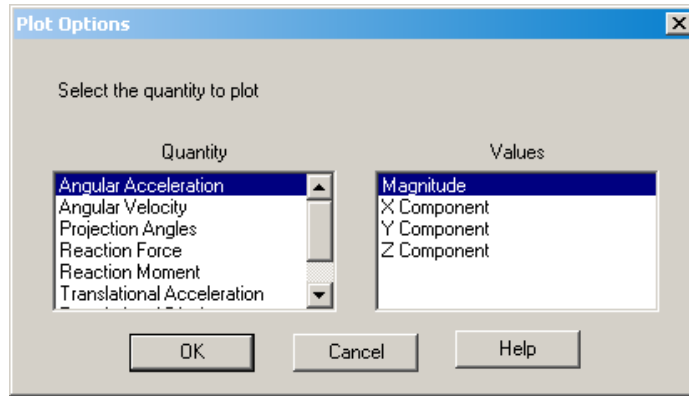 Plot Options
Select the quantity to plot
Quantity
Values
Angular Acceleration
Angular Velocity
Projection Angles
Reaction Force
Reaction Moment
Translational Acceleration
Magnitude
X Component
Y Component
Z Component
OK
Cancel
Help